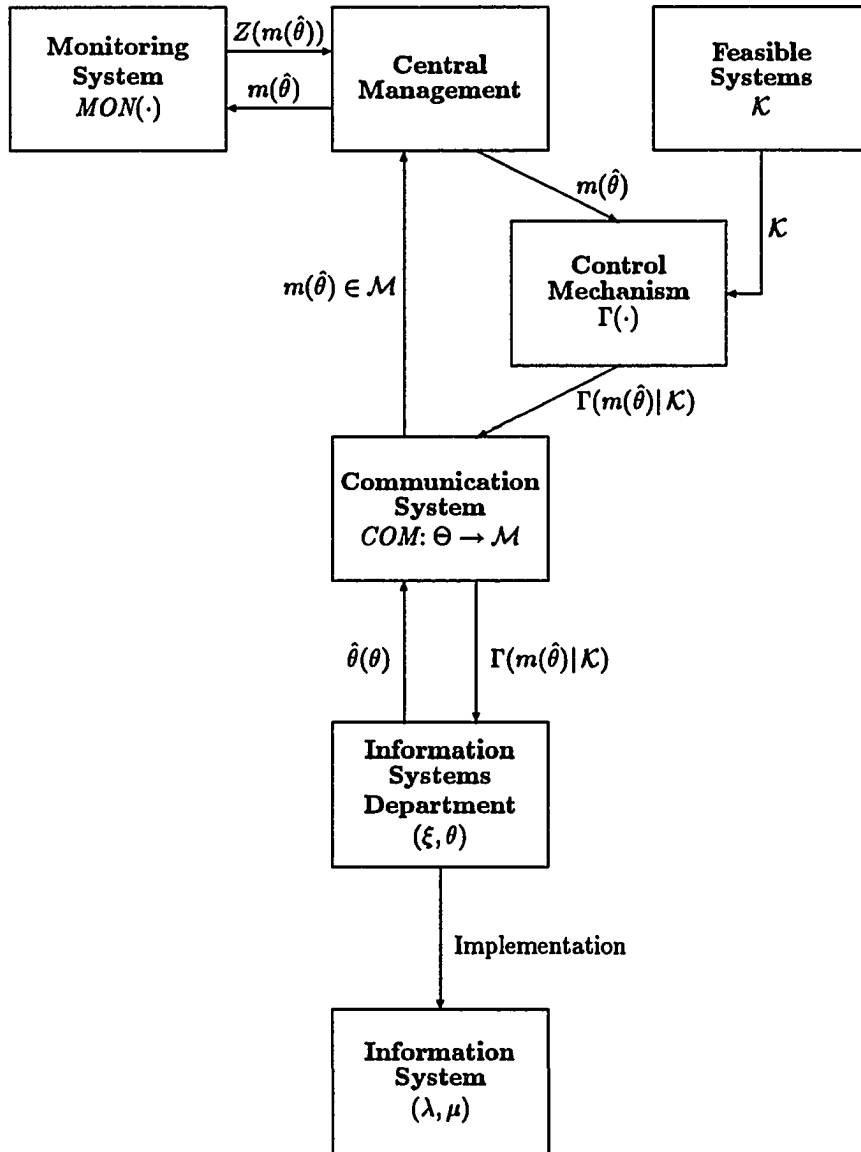 Monitoring
System
MON(·)
Z(m(θ̂))
m(θ̂)
Central
Management
Feasible
Systems
𝒦
m(θ̂)
𝒦
Control
Mechanism
Γ(·)
m(θ̂) ∈ ℳ
Γ(m(θ̂)| 𝒦)
Communication
System
COM: Θ → ℳ
θ̂(θ)
Γ(m(θ̂)| 𝒦)
Information
Systems
Department
(ξ, θ)
Implementation
Information
System
(λ, μ)